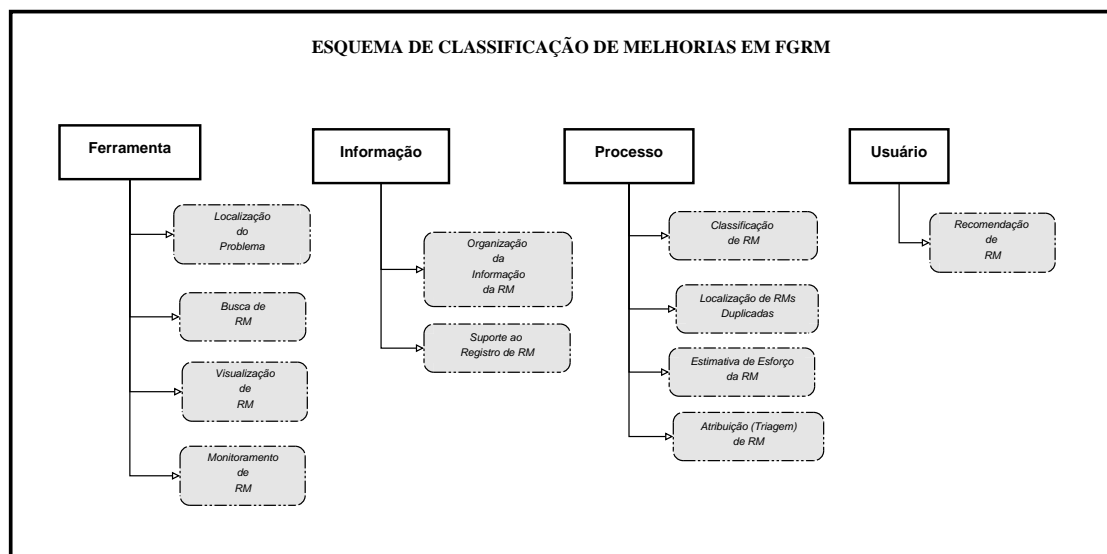 ESQUEMA DE CLASSIFICAÇÃO DE MELHORIAS EM FGRM
Ferramenta
Localização
do
Problema
Busca de
RM
Visualização
de
RM
Monitoramento
de
RM
Informação
Organização
da
Informação
da RM
Suporte ao
Registro de RM
Processo
Classificação
de RM
Localização de RMs
Duplicadas
Estimativa de Esforço
da RM
Atribuição (Triagem)
de RM
Usuário
Recomendação
de
RM